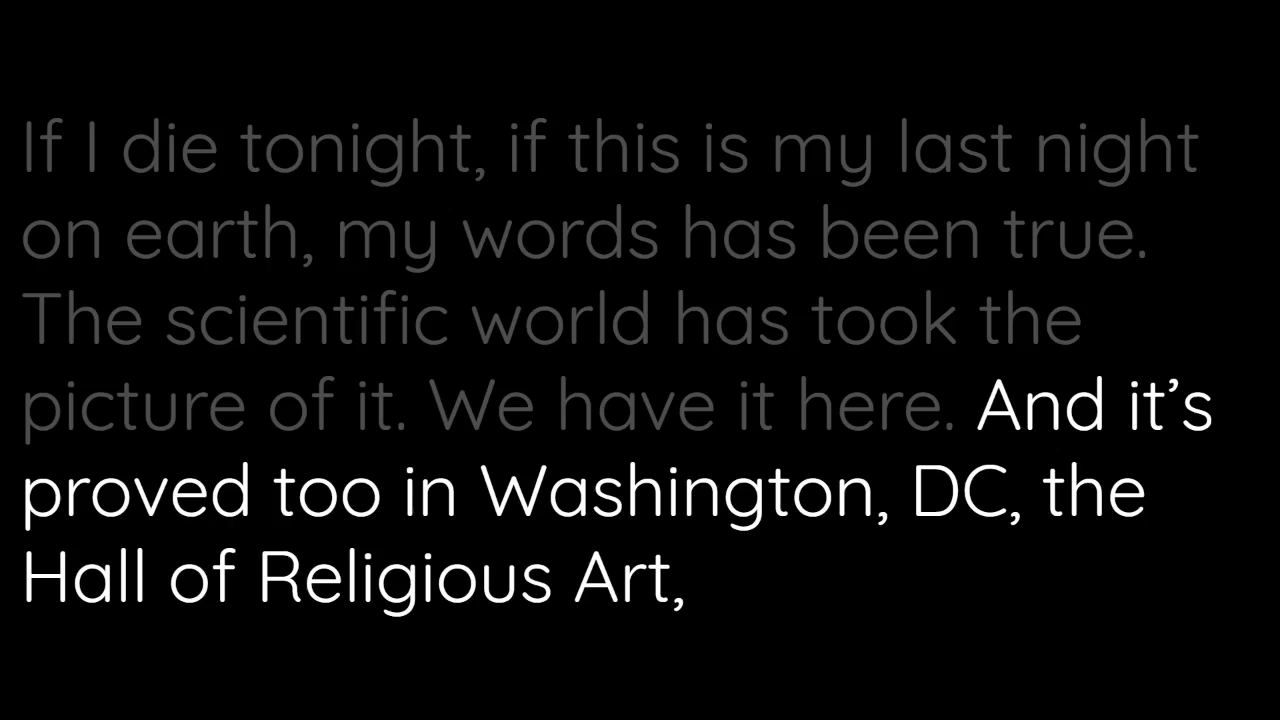 If I die tonight, if this is my last night
on earth, my words has been true.
The scientific world has took the
picture of it. We have it here. And it’s
proved too in Washington, DC, the
Hall of Religious Art,